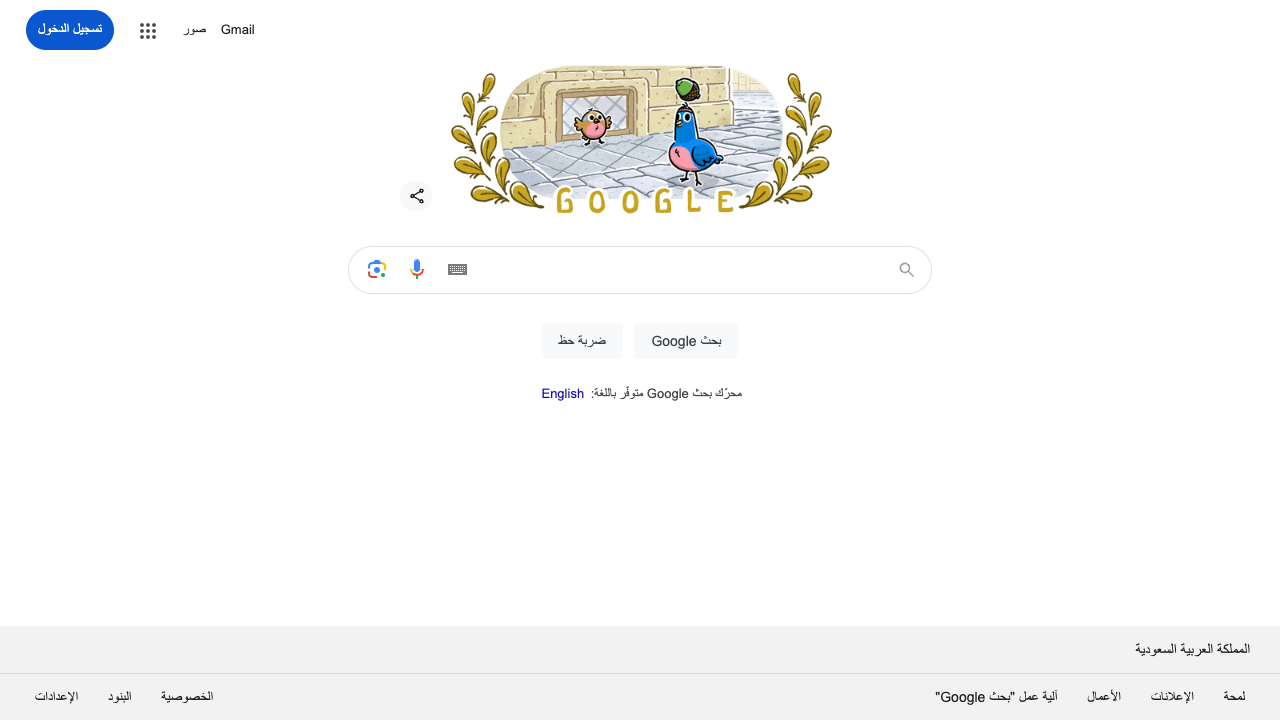 Gmail
صور
تسجيل الدخول
GOOGLE
بحث Google
ضربة حظ
محرّك بحث Google متوفّر باللغة: English
المملكة العربية السعودية
لمحة
الإعلانات
الأعمال
آلية عمل "بحث Google"
الخصوصية
البنود
الإعدادات